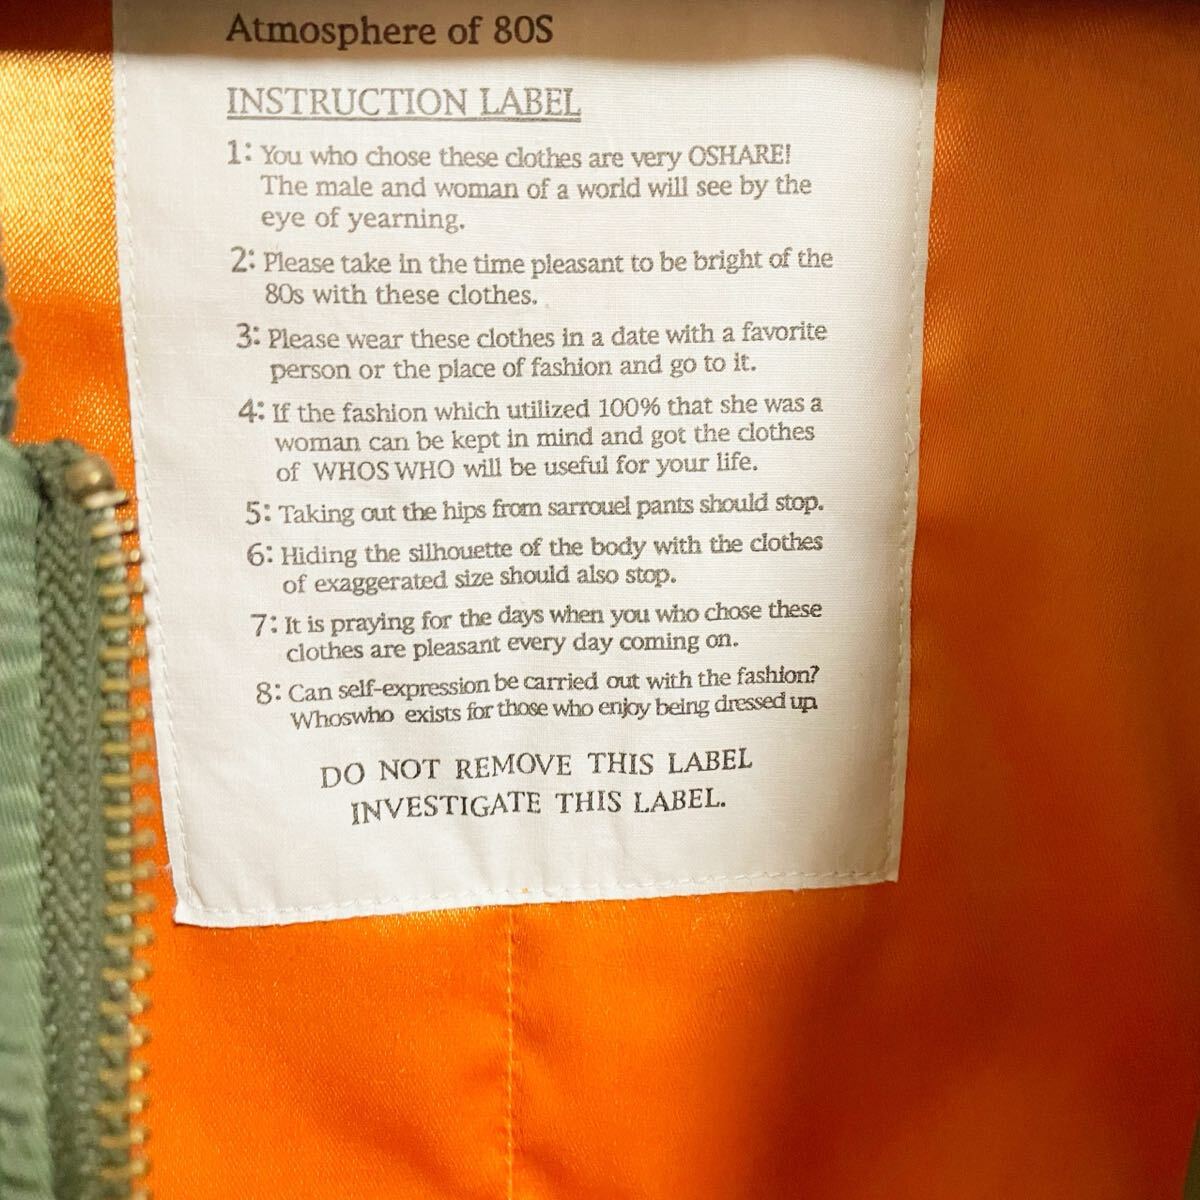 Atmosphere of 80S
INSTRUCTION LABEL
1: You who chose these clothes are very OSHARE!
The male and woman of a world will see by the
eye of yearning.
2: Please take in the time pleasant to be bright of the
80s with these clothes.
3: Please wear these clothes in a date with a favorite
person or the place of fashion and go to it.
4: If the fashion which utilized 100% that she was a
woman can be kept in mind and got the clothes
of WHOS WHO will be useful for your life.
5: Taking out the hips from sarrouel pants should stop.
6: Hiding the silhouette of the body with the clothes
of exaggerated size should also stop.
7: It is praying for the days when you who chose these
clothes are pleasant every day coming on.
8: Can self-expression be carried out with the fashion?
Whoswho exists for those who enjoy being dressed up.
DO NOT REMOVE THIS LABEL
INVESTIGATE THIS LABEL.